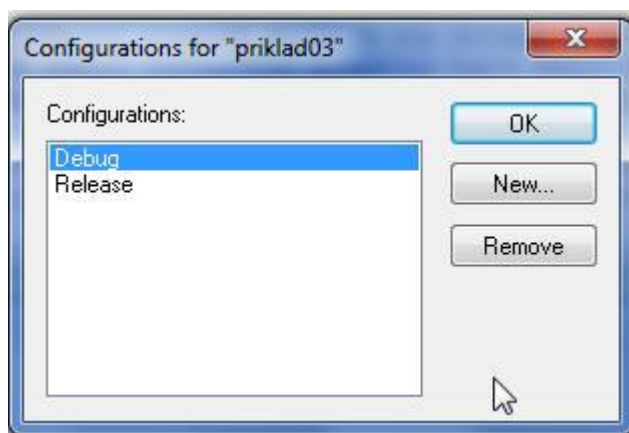 Configurations for "priklad03"
Configurations:
Debug
Release
OK
New...
Remove